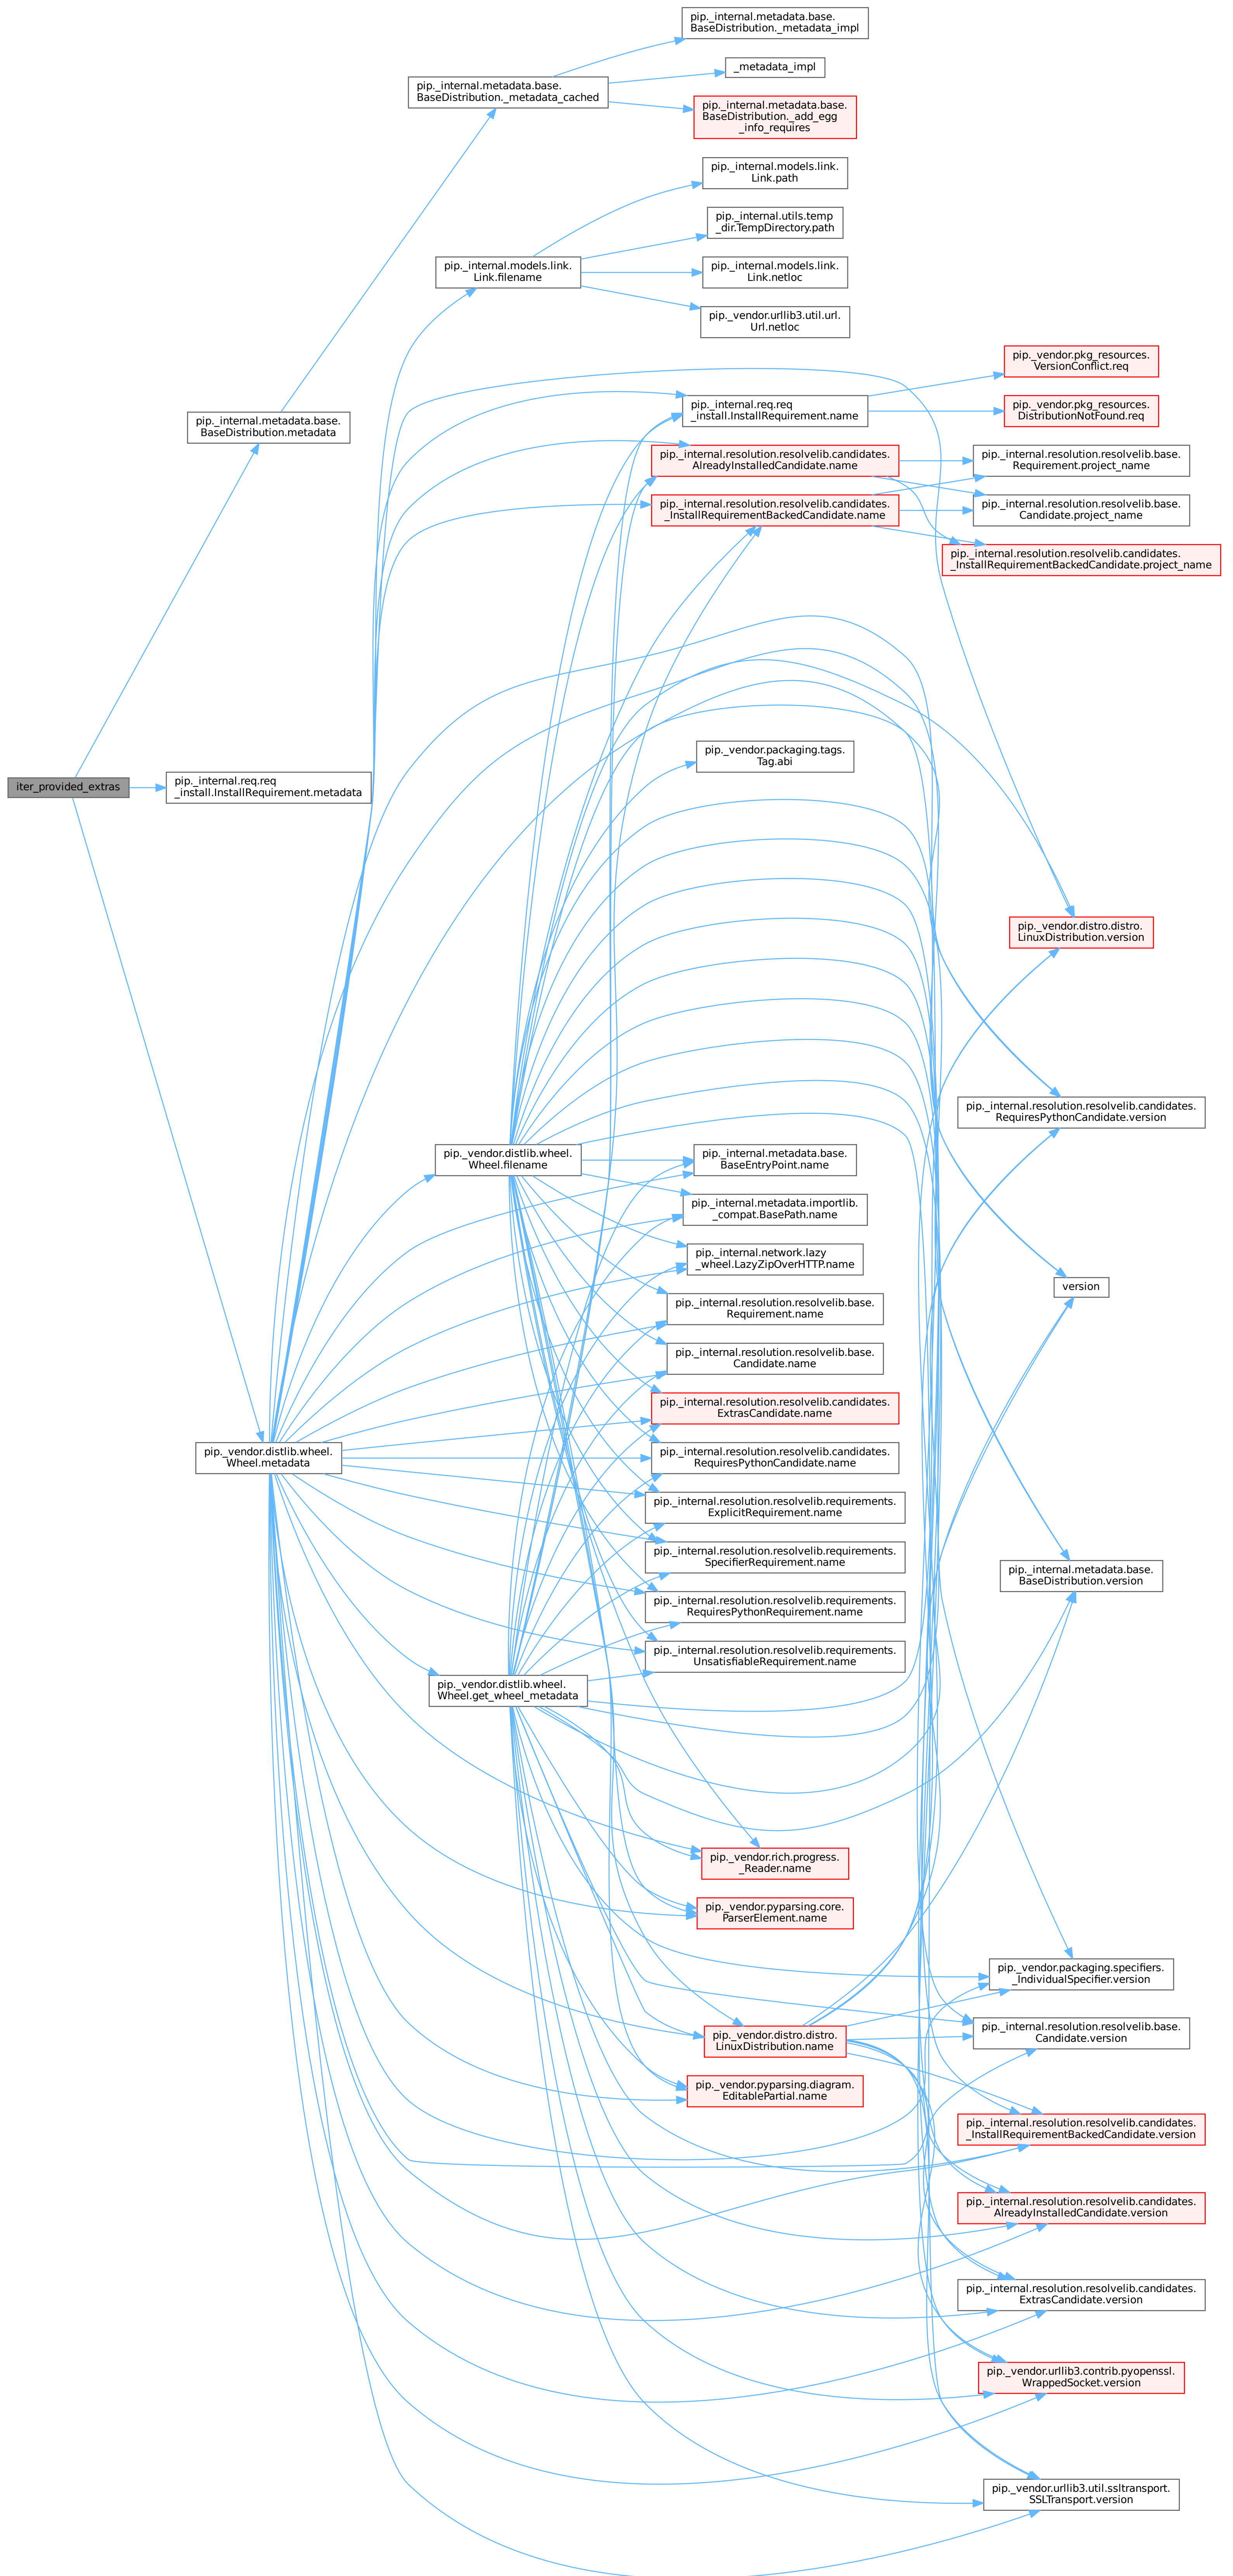 pip._internal.metadata.base.
BaseDistribution._metadata_impl
_metadata_impl
pip._internal.metadata.base.
BaseDistribution._metadata_cached
pip._internal.metadata.base.
BaseDistribution._add_egg
_info_requires
pip._internal.models.link.
Link.path
pip._internal.utils.temp
_dir.TempDirectory.path
pip._internal.models.link.
Link.filename
pip._internal.models.link.
Link.netloc
pip._vendor.urllib3.util.url.
Url.netloc
pip._vendor.pkg_resources.
VersionConflict.req
pip._internal.req.req
_install.InstallRequirement.name
pip._vendor.pkg_resources.
DistributionNotFound.req
pip._internal.metadata.base.
BaseDistribution.metadata
pip._internal.resolution.resolvelib.candidates.
AlreadyInstalledCandidate.name
pip._internal.resolution.resolvelib.base.
Requirement.project_name
pip._internal.resolution.resolvelib.candidates.
_InstallRequirementBackedCandidate.name
pip._internal.resolution.resolvelib.base.
Candidate.project_name
pip._internal.resolution.resolvelib.candidates.
_InstallRequirementBackedCandidate.project_name
pip._vendor.packaging.tags.
Tag.abi
iter_provided_extras
pip._internal.req.req
_install.InstallRequirement.metadata
pip._vendor.distro.distro.
LinuxDistribution.version
pip._internal.resolution.resolvelib.candidates.
RequiresPythonCandidate.version
pip._vendor.distlib.wheel.
Wheel.filename
pip._internal.metadata.base.
BaseEntryPoint.name
pip._internal.metadata.importlib.
_compat.BasePath.name
pip._internal.network.lazy
_wheel.LazyZipOverHTTP.name
version
pip._internal.resolution.resolvelib.base.
Requirement.name
pip._internal.resolution.resolvelib.base.
Candidate.name
pip._internal.resolution.resolvelib.candidates.
ExtrasCandidate.name
pip._vendor.distlib.wheel.
Wheel.metadata
pip._internal.resolution.resolvelib.candidates.
RequiresPythonCandidate.name
pip._internal.resolution.resolvelib.requirements.
ExplicitRequirement.name
pip._internal.resolution.resolvelib.requirements.
SpecifierRequirement.name
pip._internal.metadata.base.
BaseDistribution.version
pip._internal.resolution.resolvelib.requirements.
RequiresPythonRequirement.name
pip._internal.resolution.resolvelib.requirements.
UnsatisfiableRequirement.name
pip._vendor.distlib.wheel.
Wheel.get_wheel_metadata
pip._vendor.rich.progress.
_Reader.name
pip._vendor.pyparsing.core.
ParserElement.name
pip._vendor.packaging.specifiers.
_IndividualSpecifier.version
pip._vendor.distro.distro.
LinuxDistribution.name
pip._internal.resolution.resolvelib.base.
Candidate.version
pip._vendor.pyparsing.diagram.
EditablePartial.name
pip._internal.resolution.resolvelib.candidates.
_InstallRequirementBackedCandidate.version
pip._internal.resolution.resolvelib.candidates.
AlreadyInstalledCandidate.version
pip._internal.resolution.resolvelib.candidates.
ExtrasCandidate.version
pip._vendor.urllib3.contrib.pyopenssl.
WrappedSocket.version
pip._vendor.urllib3.util.ssltransport.
SSLTransport.version